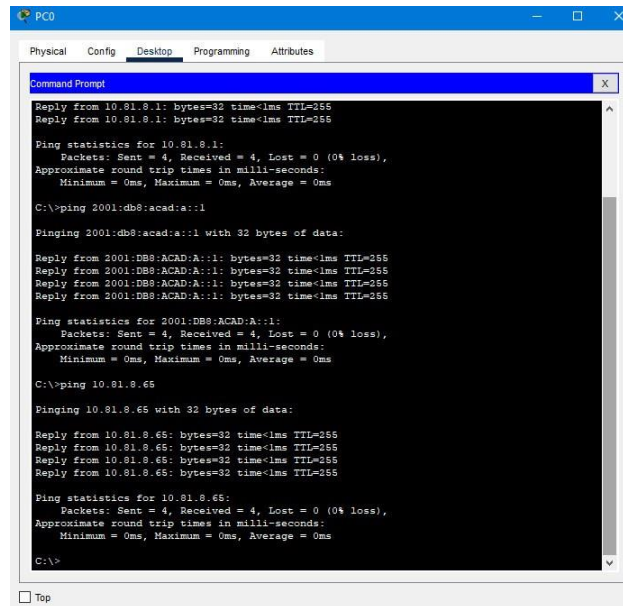 PC0
Physical Config Desktop Programming Attributes
Command Prompt X
Reply from 10.81.8.1: bytes=32 time<1ms TTL=255
Reply from 10.81.8.1: bytes=32 time<1ms TTL=255
Ping statistics for 10.81.8.1:
Packets: Sent = 4, Received = 4, Lost = 0 (0% loss),
Approximate round trip times in milli-seconds:
Minimum = 0ms, Maximum = 0ms, Average = 0ms
C:\>ping 2001:db8:acad:a::1
Pinging 2001:db8:acad:a::1 with 32 bytes of data:
Reply from 2001:DB8:ACAD:A::1: bytes=32 time<1ms TTL=255
Reply from 2001:DB8:ACAD:A::1: bytes=32 time<1ms TTL=255
Reply from 2001:DB8:ACAD:A::1: bytes=32 time<1ms TTL=255
Reply from 2001:DB8:ACAD:A::1: bytes=32 time<1ms TTL=255
Ping statistics for 2001:DB8:ACAD:A::1:
Packets: Sent = 4, Received = 4, Lost = 0 (0% loss),
Approximate round trip times in milli-seconds:
Minimum = 0ms, Maximum = 0ms, Average = 0ms
C:\>ping 10.81.8.65
Pinging 10.81.8.65 with 32 bytes of data:
Reply from 10.81.8.65: bytes=32 time<1ms TTL=255
Reply from 10.81.8.65: bytes=32 time<1ms TTL=255
Reply from 10.81.8.65: bytes=32 time<1ms TTL=255
Reply from 10.81.8.65: bytes=32 time<1ms TTL=255
Ping statistics for 10.81.8.65:
Packets: Sent = 4, Received = 4, Lost = 0 (0% loss),
Approximate round trip times in milli-seconds:
Minimum = 0ms, Maximum = 0ms, Average = 0ms
C:\>
Top